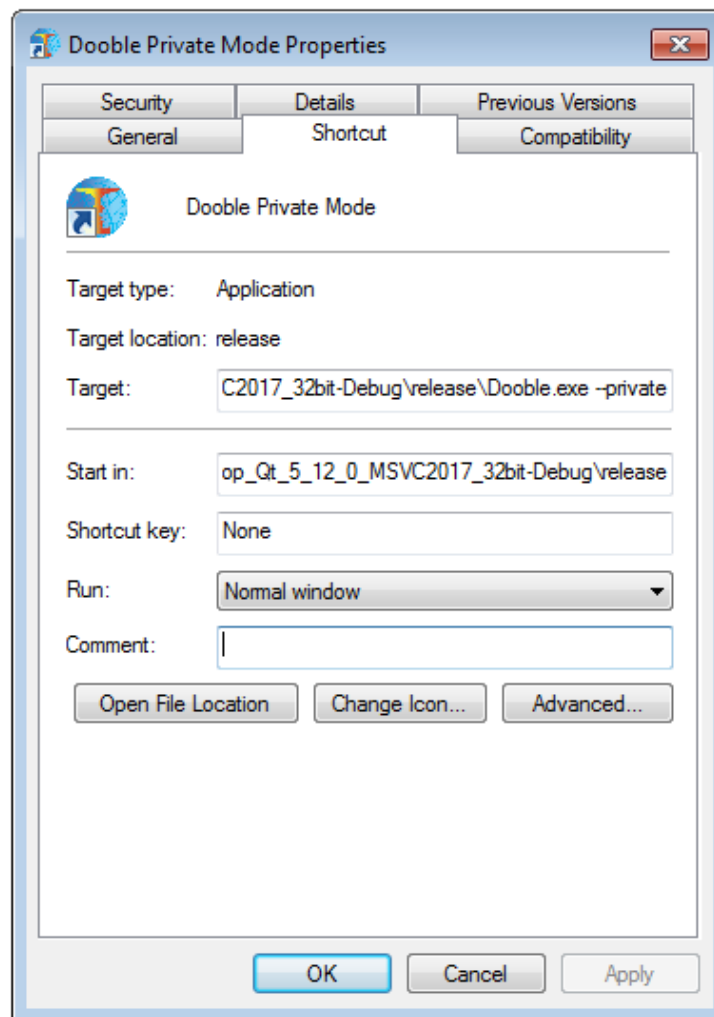 Dooble Private Mode Properties
Security Details Previous Versions
General Shortcut Compatibility
Dooble Private Mode
Target type: Application
Target location: release
Target: C2017_32bit-Debug\release\Dooble.exe --private
Start in: op_Qt_5_12_0_MSVC2017_32bit-Debug\release
Shortcut key: None
Run: Normal window
Comment:
Open File Location Change Icon... Advanced...
OK Cancel Apply